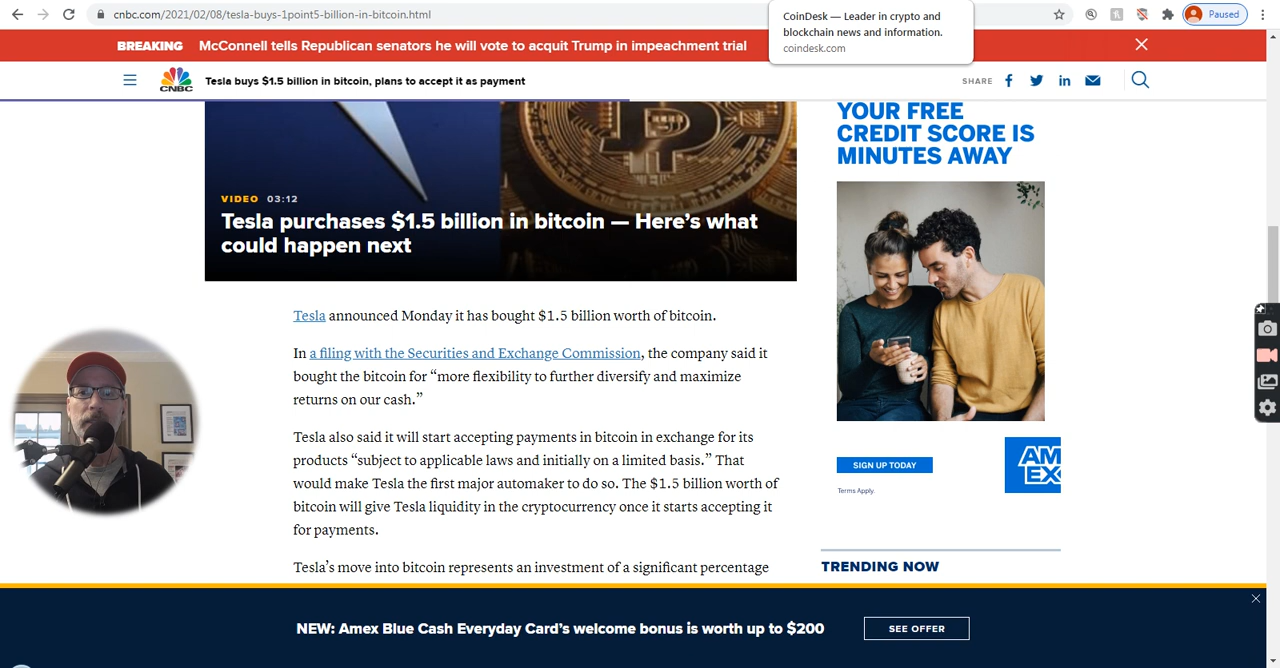 cnbc.com/2021/02/08/tesla-buys-1point5-billion-in-bitcoin.html
Paused
CoinDesk — Leader in crypto and
blockchain news and information.
coindesk.com
BREAKING McConnell tells Republican senators he will vote to acquit Trump in impeachment trial
CNBC
Tesla buys $1.5 billion in bitcoin, plans to accept it as payment
SHARE
VIDEO 03:12
Tesla purchases $1.5 billion in bitcoin — Here’s what
could happen next
Tesla announced Monday it has bought $1.5 billion worth of bitcoin.
In a filing with the Securities and Exchange Commission, the company said it
bought the bitcoin for “more flexibility to further diversify and maximize
returns on our cash.”
Tesla also said it will start accepting payments in bitcoin in exchange for its
products “subject to applicable laws and initially on a limited basis.” That
would make Tesla the first major automaker to do so. The $1.5 billion worth of
bitcoin will give Tesla liquidity in the cryptocurrency once it starts accepting it
for payments.
Tesla’s move into bitcoin represents an investment of a significant percentage
YOUR FREE
CREDIT SCORE IS
MINUTES AWAY
SIGN UP TODAY
Terms Apply.
AM
EX
TRENDING NOW
NEW: Amex Blue Cash Everyday Card’s welcome bonus is worth up to $200
SEE OFFER